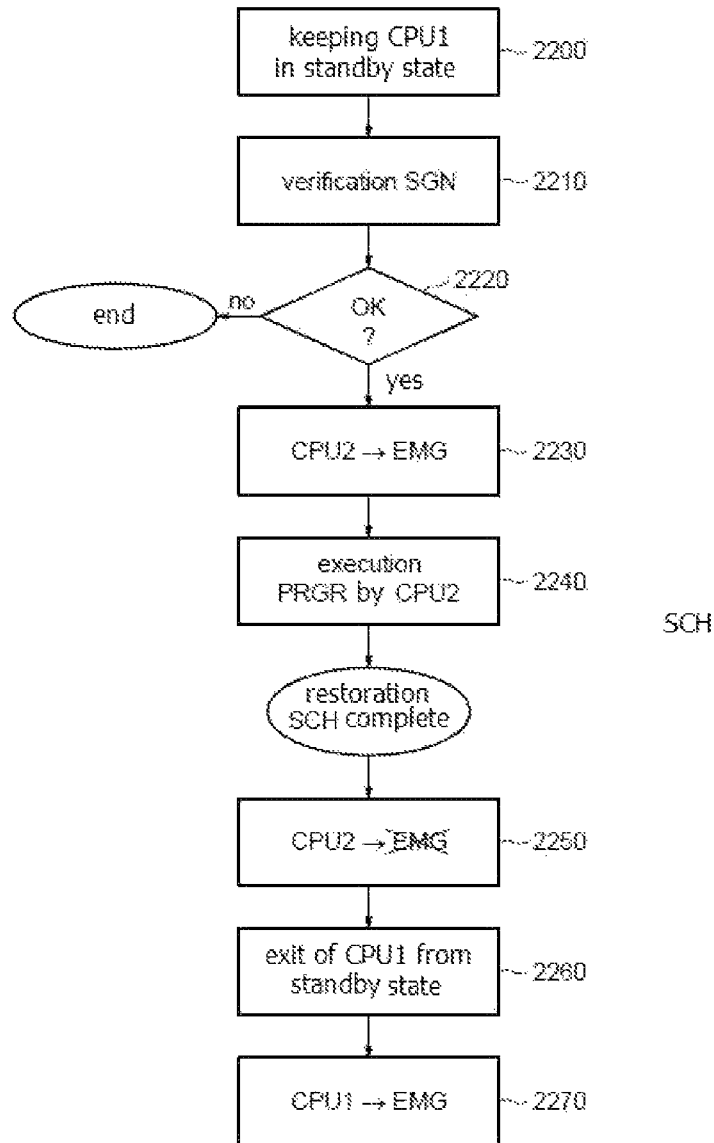 keeping CPU1
in standby state
2200
verification SGN
2210
2220
OK
?
no
end
yes
CPU2 → EMG
2230
execution
PRGR by CPU2
2240
SCH
restoration
SCH complete
CPU2 → EMG
2250
exit of CPU1 from
standby state
2260
CPU1 → EMG
2270